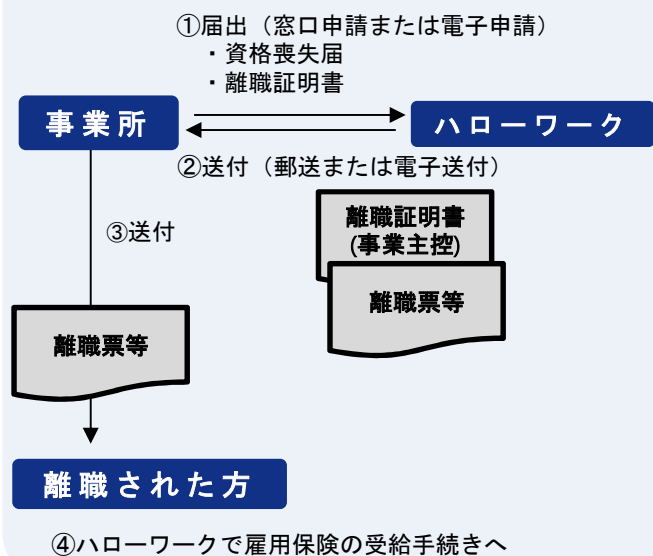 ①届出（窓口申請または電子申請）
・資格喪失届
・離職証明書
事業所
ハローワーク
②送付（郵送または電子送付）
③送付
離職証明書
(事業主控)
離職票等
離職票等
離職された方
④ハローワークで雇用保険の受給手続きへ